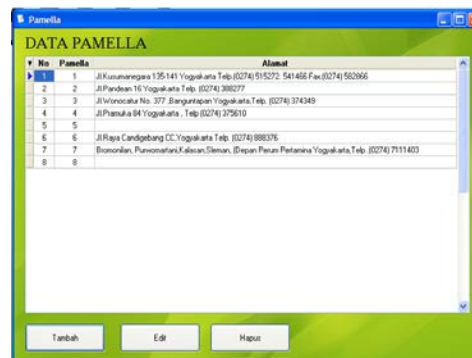 Pamella
DATA PAMELLA
No Pamella Alamat
1 1 Jl.Kusumanegara 135-141 Yogyakarta Telp.(0274) 515272. 541466.Fax.(0274) 582866
2 2 Jl.Pandean 16 Yogyakarta Telp. (0274) 388277
3 3 Jl.Wonocatur No. 377 ,Banguntapan Yogyakarta,Telp. (0274) 374349
4 4 Jl.Pramuka 84 Yogyakarta , Telp (0274) 375610
5 5
6 6 Jl.Raya Candigebang CC,Yogyakarta Telp. (0274) 888376
7 7 Bromonilan, Purwomartani,Kalasan,Sleman, (Depan Perum Pertamina Yogyakarta,Telp .(0274) 7111403
8 8
Tambah Edit Hapus